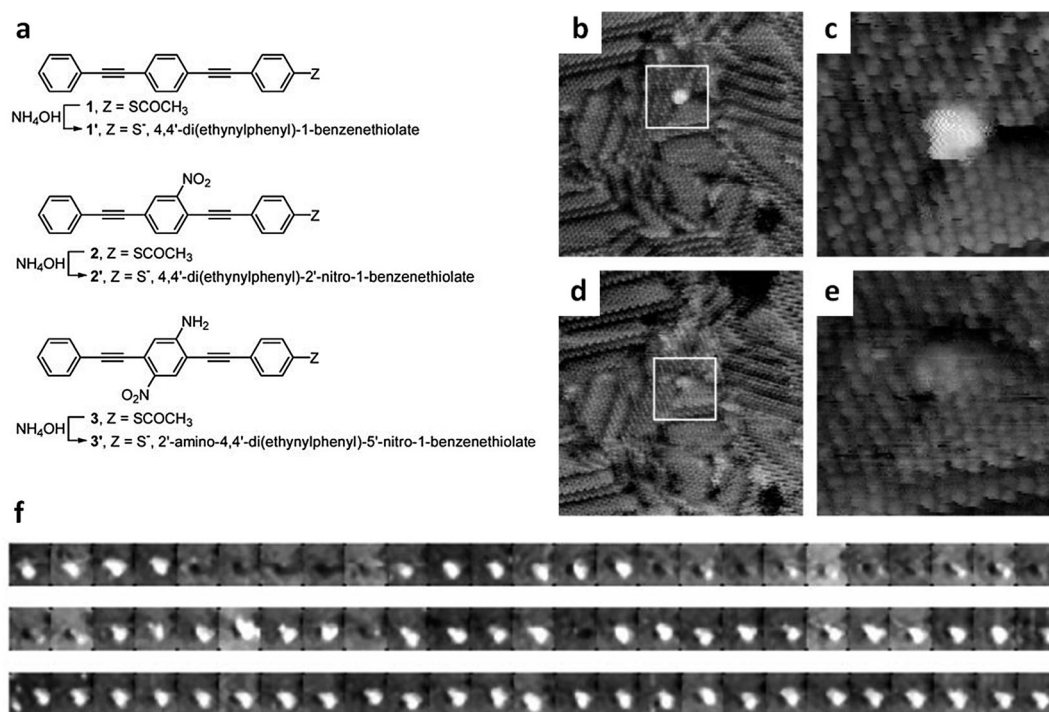 a
Z
1, Z = SCOCH₃
NH₄OH
1', Z = S⁻, 4,4'-di(ethynylphenyl)-1-benzenethiolate
NO₂
Z
2, Z = SCOCH₃
NH₄OH
2', Z = S⁻, 4,4'-di(ethynylphenyl)-2'-nitro-1-benzenethiolate
NH₂
Z
O₂N
3, Z = SCOCH₃
NH₄OH
3', Z = S⁻, 2'-amino-4,4'-di(ethynylphenyl)-5'-nitro-1-benzenethiolate
b
c
d
e
f